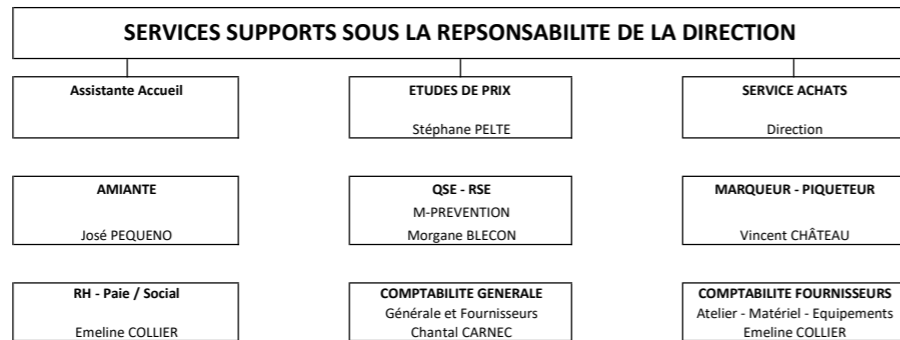 SERVICES SUPPORTS SOUS LA REPSONSABILITE DE LA DIRECTION
Assistante Accueil
ETUDES DE PRIX
Stéphane PELTE
SERVICE ACHATS
Direction
AMIANTE
José PEQUENO
QSE - RSE
M-PREVENTION
Morgane BLECON
MARQUEUR - PIQUETEUR
Vincent CHÂTEAU
RH - Paie / Social
Emeline COLLIER
COMPTABILITE GENERALE
Générale et Fournisseurs
Chantal CARNEC
COMPTABILITE FOURNISSEURS
Atelier - Matériel - Equipements
Emeline COLLIER